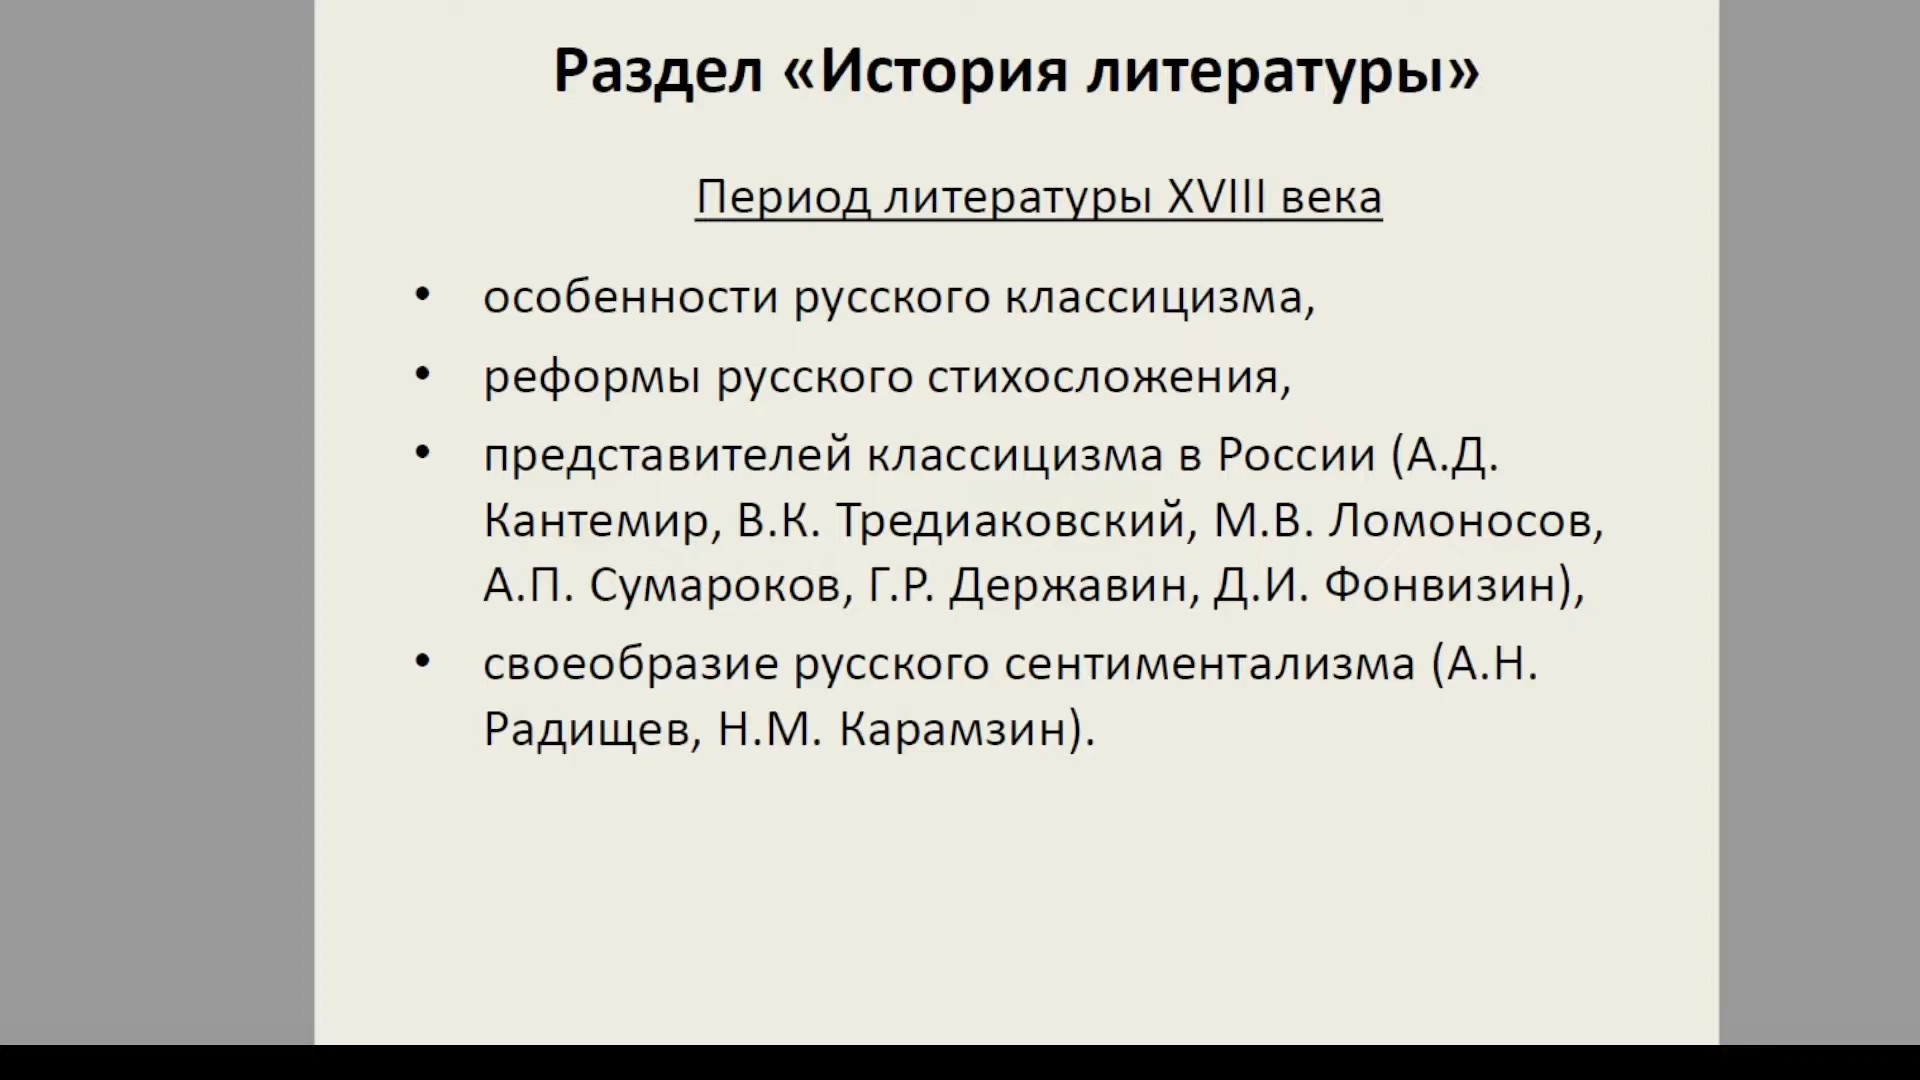 Раздел «История литературы»
Период литературы XVIII века
• особенности русского классицизма,
• реформы русского стихосложения,
• представителей классицизма в России (А.Д.
Кантемир, В.К. Тредиаковский, М.В. Ломоносов,
А.П. Сумароков, Г.Р. Державин, Д.И. Фонвизин),
• своеобразие русского сентиментализма (А.Н.
Радищев, Н.М. Карамзин).